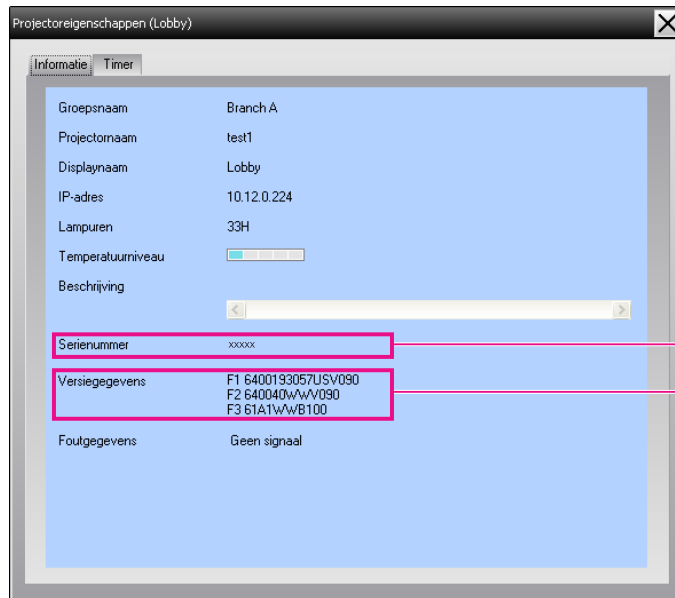 Projectoreigenschappen (Lobby)
Informatie Timer
Groepsnaam Branch A
Projectornaam test1
Displaynaam Lobby
IP-adres 10.12.0.224
Lampuren 33H
Temperatuurniveau
Beschrijving
Serienummer xxxxx
Versiegegevens F1 6400193057USV090
F2 640040WWV090
F3 61A1WWB100
Foutgegevens Geen signaal